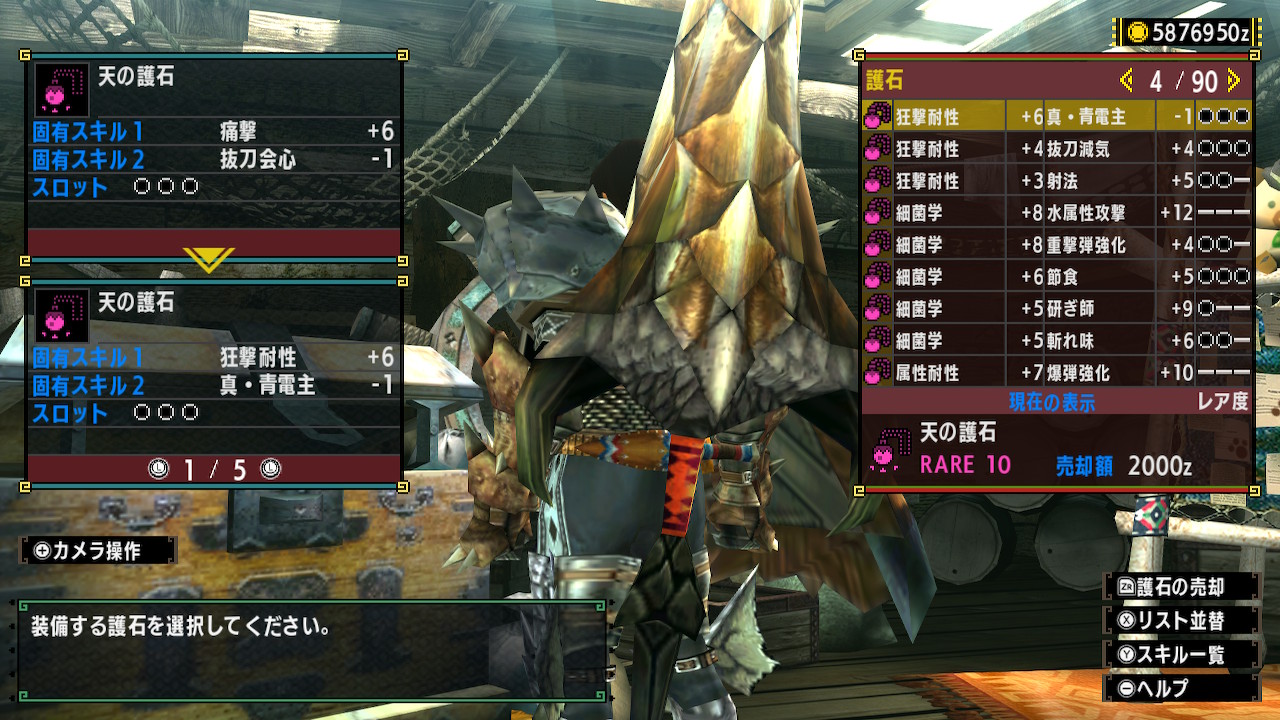 5876950z
天の護石
固有スキル1 痛撃 +6
固有スキル2 抜刀会心 -1
スロット ○○○
天の護石
固有スキル1 狂撃耐性 +6
固有スキル2 真・青電主 -1
スロット ○○○
1 / 5
カメラ操作
装備する護石を選択してください。
護石 4 / 90
狂撃耐性 +6 真・青電主 -1 ○○○
狂撃耐性 +4 抜刀減気 +4 ○○○
狂撃耐性 +3 射法 +5 ○○ー
細菌学 +8 水属性攻撃 +12 ーーー
細菌学 +8 重撃弾強化 +4 ○○ー
細菌学 +6 節食 +5 ○○○
細菌学 +5 研ぎ師 +9 ○ーー
細菌学 +5 斬れ味 +6 ○○ー
属性耐性 +7 爆弾強化 +10 ーーー
現在の表示 レア度
天の護石
RARE 10 売却額 2000z
ZR 護石の売却
X リスト並替
Y スキル一覧
ヘルプ